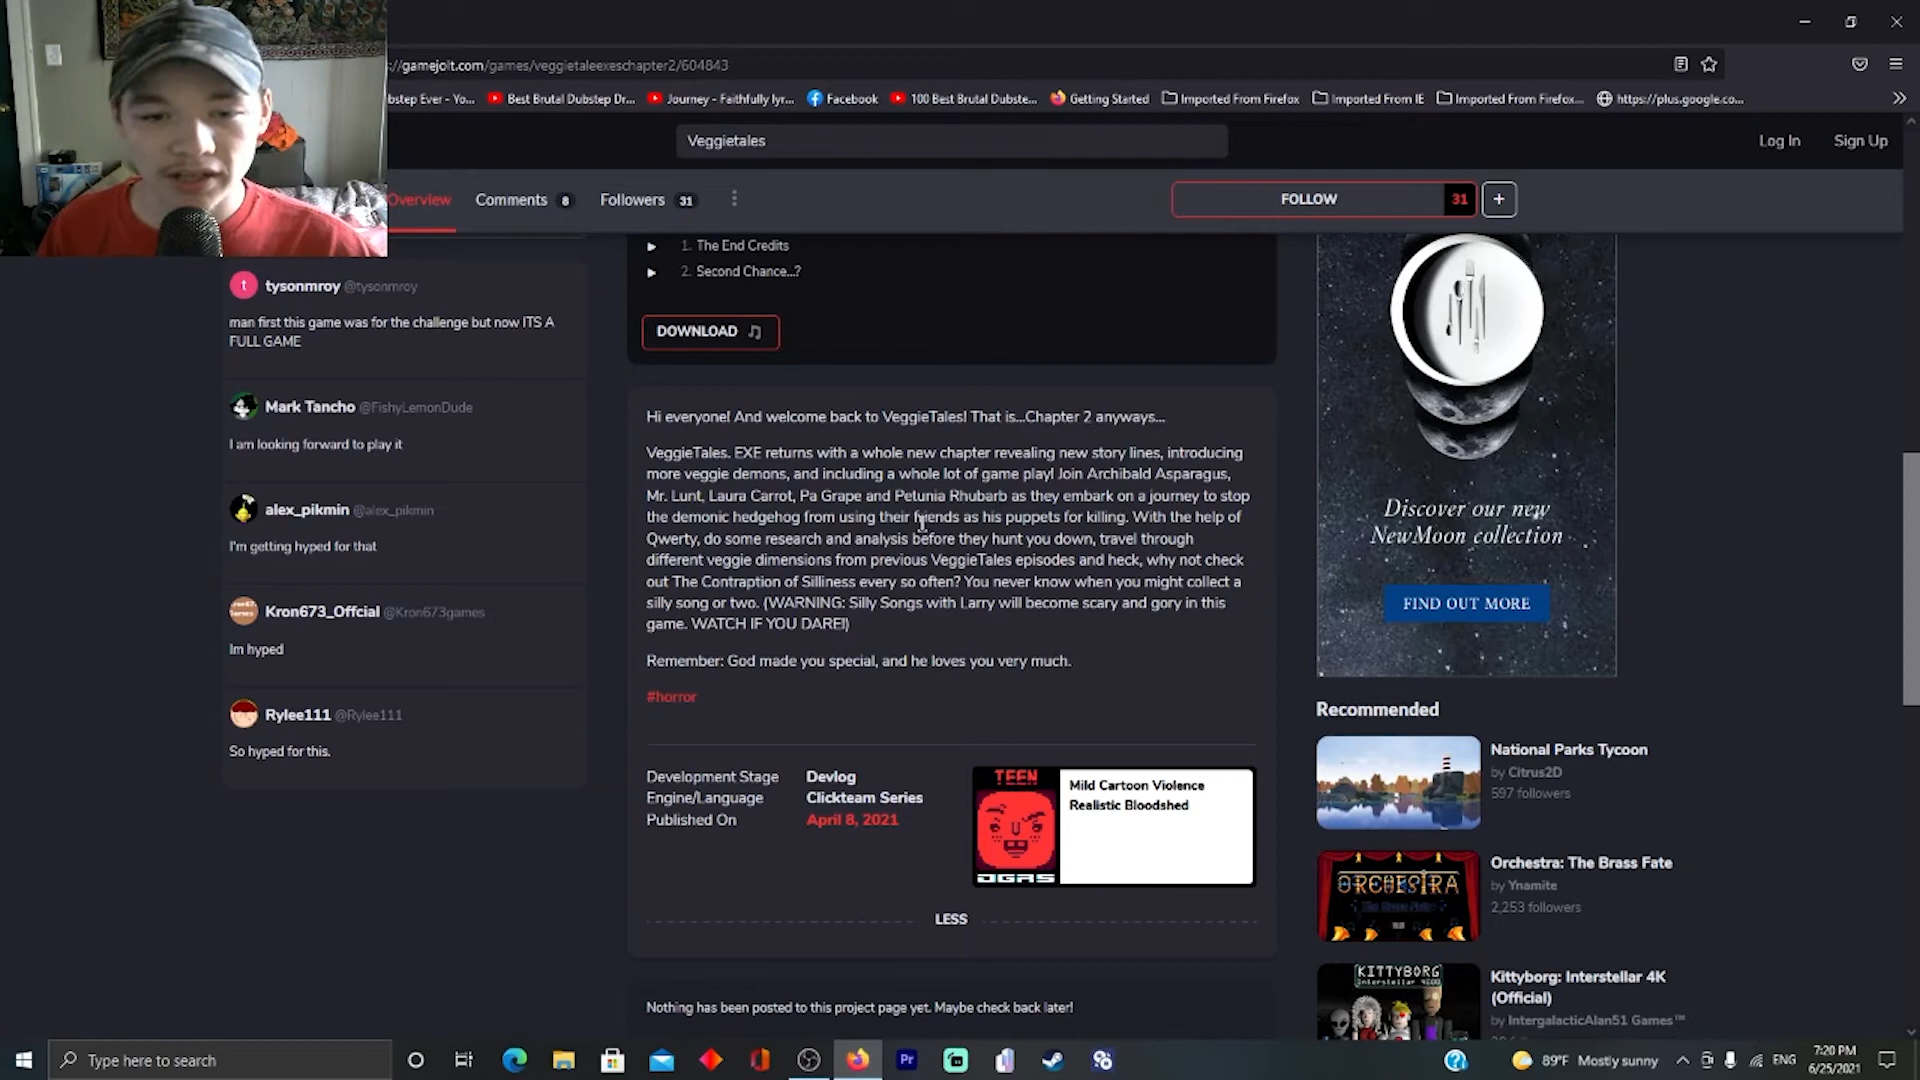 ://gamejolt.com/games/veggietaleexeschapter2/604843
bstep Ever - Yo...
Best Brutal Dubstep Dr...
Journey - Faithfully lyr...
Facebook
100 Best Brutal Dubste...
Getting Started
Imported From Firefox
Imported From IE
Imported From Firefox...
https://plus.google.co...
Veggietales
Log In
Sign Up
Overview
Comments 8
Followers 31
FOLLOW 31
+
1. The End Credits
2. Second Chance...?
DOWNLOAD
tysonmroy @tysonmroy
man first this game was for the challenge but now ITS A
FULL GAME
Mark Tancho @FishyLemonDude
I am looking forward to play it
alex_pikmin @alex_pikmin
I'm getting hyped for that
Kron673_Offcial @Kron673games
Im hyped
Rylee111 @Rylee111
So hyped for this.
Hi everyone! And welcome back to VeggieTales! That is...Chapter 2 anyways...
VeggieTales. EXE returns with a whole new chapter revealing new story lines, introducing
more veggie demons, and including a whole lot of game play! Join Archibald Asparagus,
Mr. Lunt, Laura Carrot, Pa Grape and Petunia Rhubarb as they embark on a journey to stop
the demonic hedgehog from using their friends as his puppets for killing. With the help of
Qwerty, do some research and analysis before they hunt you down, travel through
different veggie dimensions from previous VeggieTales episodes and heck, why not check
out The Contraption of Silliness every so often? You never know when you might collect a
silly song or two. (WARNING: Silly Songs with Larry will become scary and gory in this
game. WATCH IF YOU DARE!)
Remember: God made you special, and he loves you very much.
#horror
Development Stage Devlog
Engine/Language Clickteam Series
Published On April 8, 2021
TEEN
DGAS
Mild Cartoon Violence
Realistic Bloodshed
LESS
Nothing has been posted to this project page yet. Maybe check back later!
Discover our new
NewMoon collection
FIND OUT MORE
Recommended
National Parks Tycoon
by Citrus2D
597 followers
ORCHESTRA
Orchestra: The Brass Fate
by Ynamite
2,253 followers
KITTYBORG
Kittyborg: Interstellar 4K
(Official)
by IntergalacticAlan51 Games™
Type here to search
Pr
89°F Mostly sunny
ENG
7:20 PM
6/25/2021